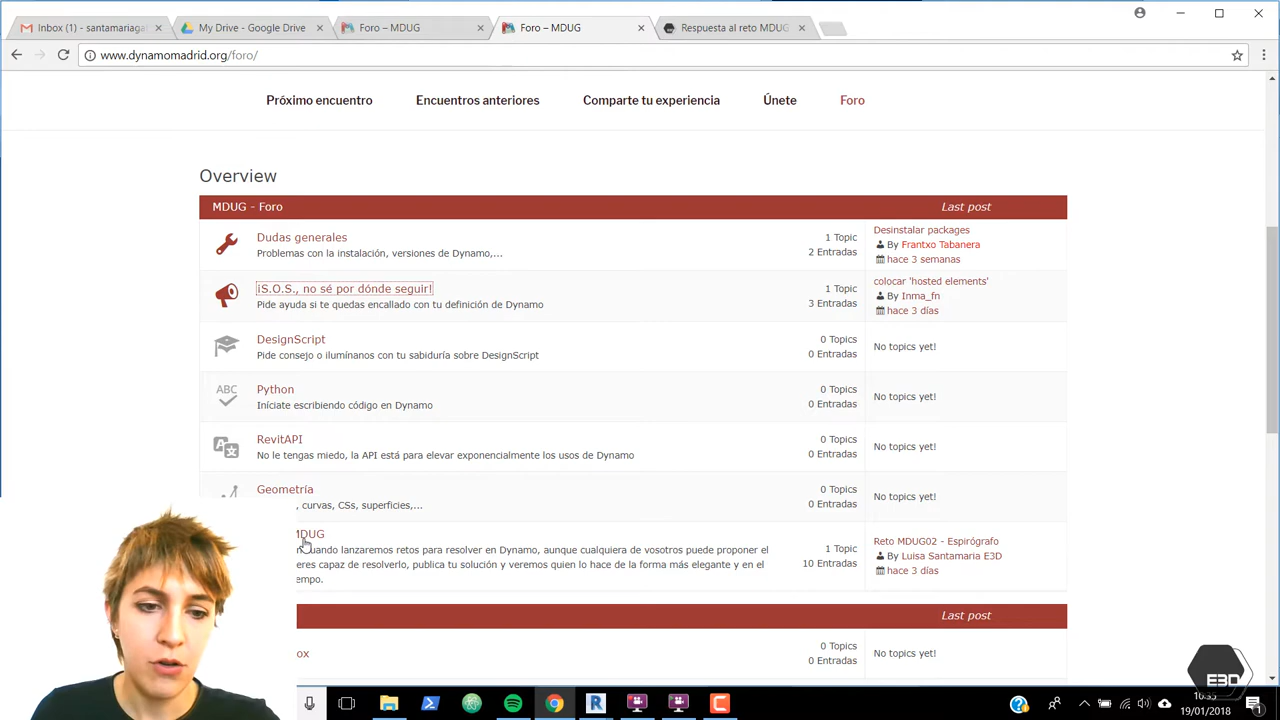 Inbox (1) - santamariaga
My Drive - Google Drive
Foro – MDUG
Foro – MDUG
Respuesta al reto MDUG
www.dynamomadrid.org/foro/
Próximo encuentro
Encuentros anteriores
Comparte tu experiencia
Únete
Foro
Overview
MDUG - Foro
Last post
Dudas generales
Problemas con la instalación, versiones de Dynamo,...
1 Topic
2 Entradas
Desinstalar packages
By Frantxo Tabanera
hace 3 semanas
¡S.O.S., no sé por dónde seguir!
Pide ayuda si te quedas encallado con tu definición de Dynamo
1 Topic
3 Entradas
colocar 'hosted elements'
By Inma_fn
hace 3 días
DesignScript
Pide consejo o ilumínanos con tu sabiduría sobre DesignScript
0 Topics
0 Entradas
No topics yet!
ABC
Python
Iníciate escribiendo código en Dynamo
0 Topics
0 Entradas
No topics yet!
RevitAPI
No le tengas miedo, la API está para elevar exponencialmente los usos de Dynamo
0 Topics
0 Entradas
No topics yet!
Geometría
, curvas, CSs, superficies,...
0 Topics
0 Entradas
No topics yet!
MDUG
cuando lanzaremos retos para resolver en Dynamo, aunque cualquiera de vosotros puede proponer el
eres capaz de resolverlo, publica tu solución y veremos quien lo hace de la forma más elegante y en el
empo.
1 Topic
10 Entradas
Reto MDUG02 - Espirógrafo
By Luisa Santamaria E3D
hace 3 días
Last post
ox
0 Topics
0 Entradas
No topics yet!
E3D
19/01/2018